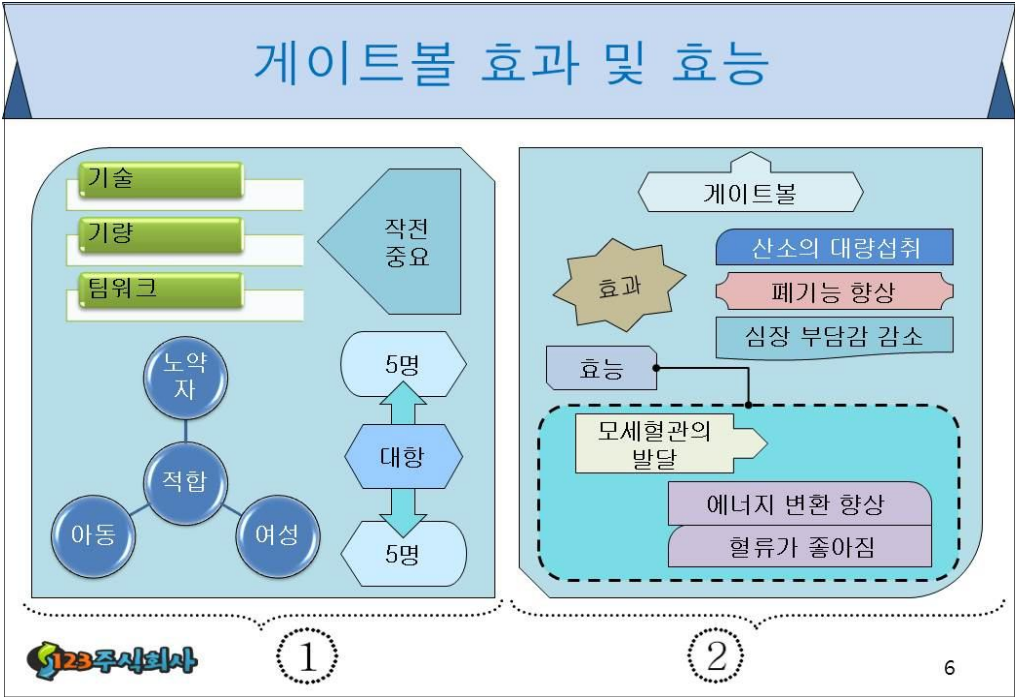 게이트볼 효과 및 효능
기술
기량
팀워크
작전
중요
노약
자
적합
아동
여성
5명
대항
5명
게이트볼
효과
산소의 대량섭취
폐기능 향상
심장 부담감 감소
효능
모세혈관의
발달
에너지 변환 향상
혈류가 좋아짐
1
2
123주식회사
6